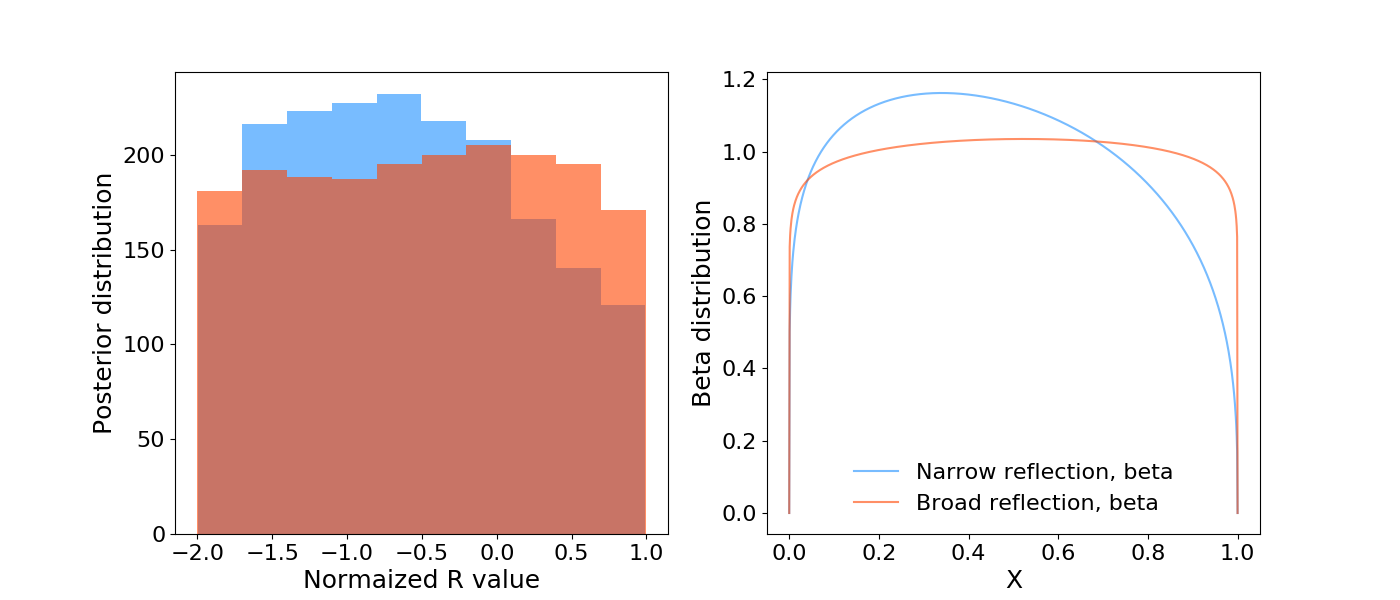 Posterior distribution
200
150
100
50
0
−2.0 −1.5 −1.0 −0.5 0.0 0.5 1.0
Normaized R value
Beta distribution
1.2
1.0
0.8
0.6
0.4
0.2
0.0
Narrow reflection, beta
Broad reflection, beta
0.0 0.2 0.4 0.6 0.8 1.0
X